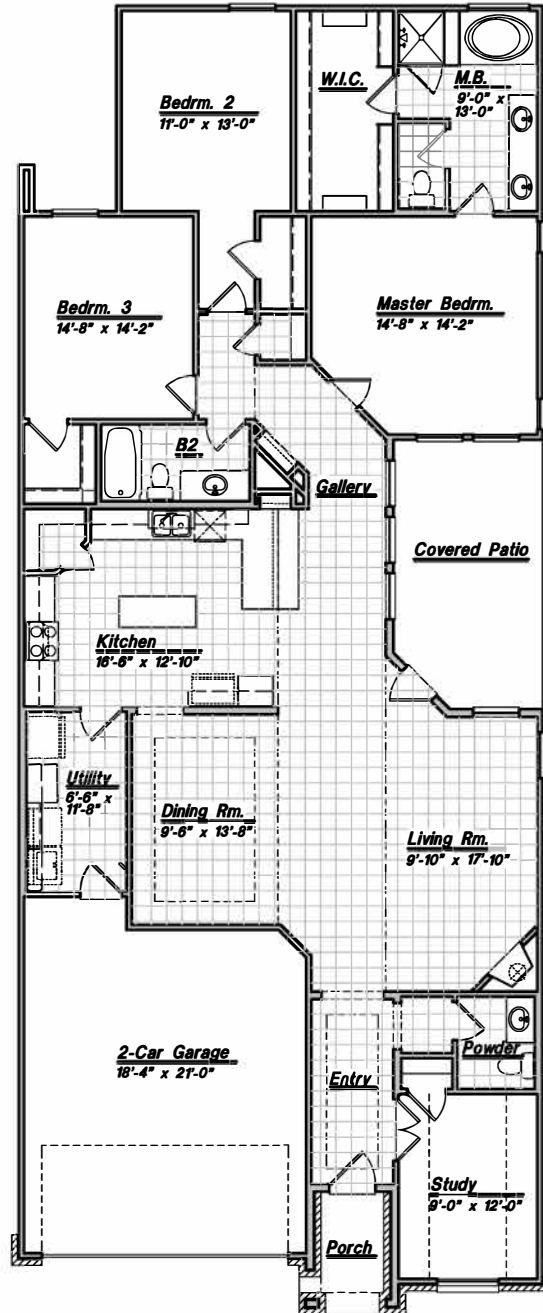 Bedrm. 2
11'-0" x 13'-0"
W.I.C.
M.B.
9'-0" x
13'-0"
Bedrm. 3
14'-8" x 14'-2"
Master Bedrm.
14'-8" x 14'-2"
B2
Gallery
Covered Patio
Kitchen
16'-6" x 12'-10"
Utility
6'-6" x
11'-8"
Dining Rm.
9'-6" x 13'-8"
Living Rm.
9'-10" x 17'-10"
2-Car Garage
18'-4" x 21'-0"
Powder
Entry
Study
9'-0" x 12'-0"
Porch